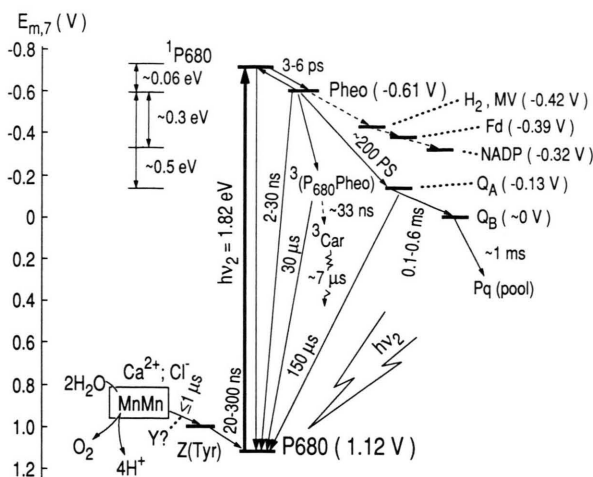 E_m,7 (V)
-0.8
-0.6
-0.4
-0.2
0
0.2
0.4
0.6
0.8
1.0
1.2
¹P680
~0.06 eV
~0.3 eV
~0.5 eV
3-6 ps
Pheo (-0.61 V)
H₂ , MV (-0.42 V)
Fd (-0.39 V)
NADP (-0.32 V)
Q_A (-0.13 V)
Q_B (~0 V)
~200 PS
hν₂ = 1.82 eV
2-30 ns
³(P₆₈₀Pheo)
~33 ns
30 μs
³Car
~7 μs
0.1-0.6 ms
~1 ms
Pq (pool)
150 μs
hν₂
20-300 ns
Ca²⁺; Cl⁻
2H₂O
MnMn
≤1 μs
Y?
Z(Tyr)
O₂
4H⁺
P680 ( 1.12 V )